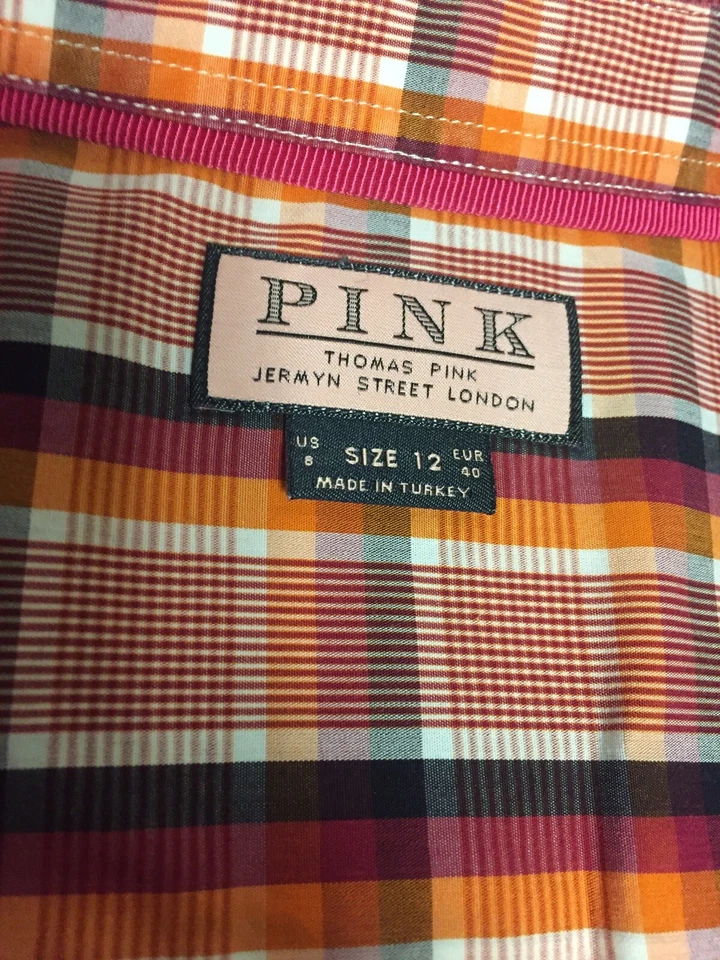 PINK
THOMAS PINK
JERMYN STREET LONDON
US 8 SIZE 12 EUR 40
MADE IN TURKEY